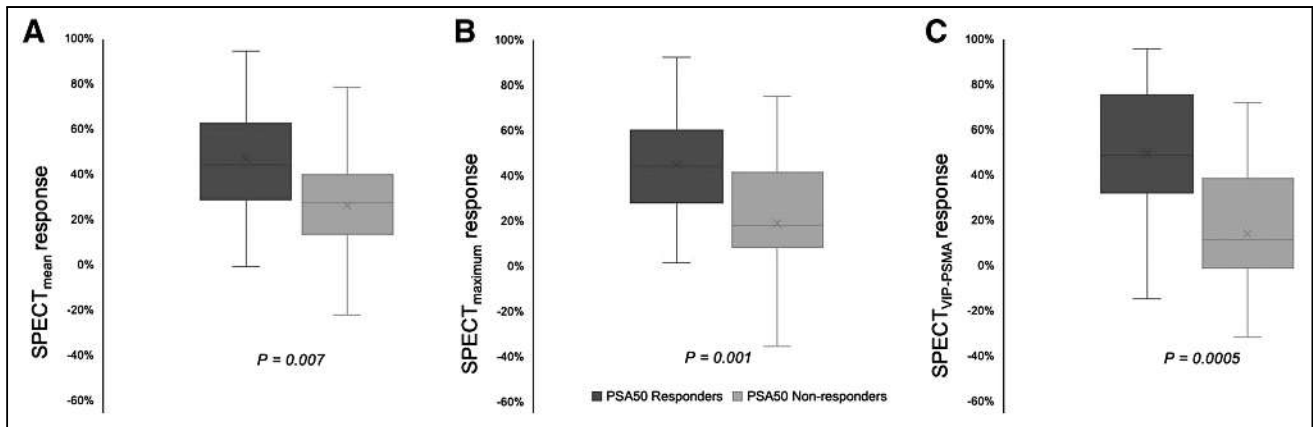 A
100%
80%
60%
40%
20%
0%
-20%
-40%
-60%
SPECTmean response
P = 0.007
B
100%
80%
60%
40%
20%
0%
-20%
-40%
-60%
SPECTmaximum response
P = 0.001
PSA50 Responders PSA50 Non-responders
C
100%
80%
60%
40%
20%
0%
-20%
-40%
-60%
SPECTVIP-PSMA response
P = 0.0005